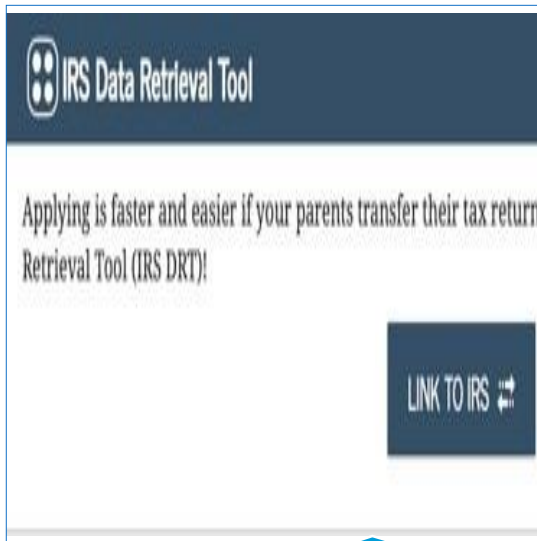 IRS Data Retrieval Tool
Applying is faster and easier if your parents transfer their tax return
Retrieval Tool (IRS DRT)!
LINK TO IRS